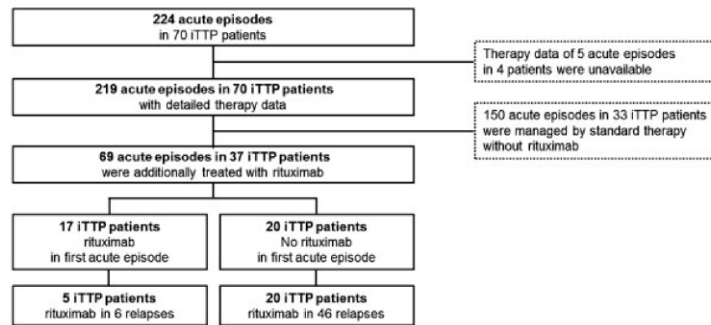 224 acute episodes
in 70 iTTP patients
Therapy data of 5 acute episodes
in 4 patients were unavailable
219 acute episodes in 70 iTTP patients
with detailed therapy data
150 acute episodes in 33 iTTP patients
were managed by standard therapy
without rituximab
69 acute episodes in 37 iTTP patients
were additionally treated with rituximab
17 iTTP patients
rituximab
in first acute episode
20 iTTP patients
No rituximab
in first acute episode
5 iTTP patients
rituximab in 6 relapses
20 iTTP patients
rituximab in 46 relapses